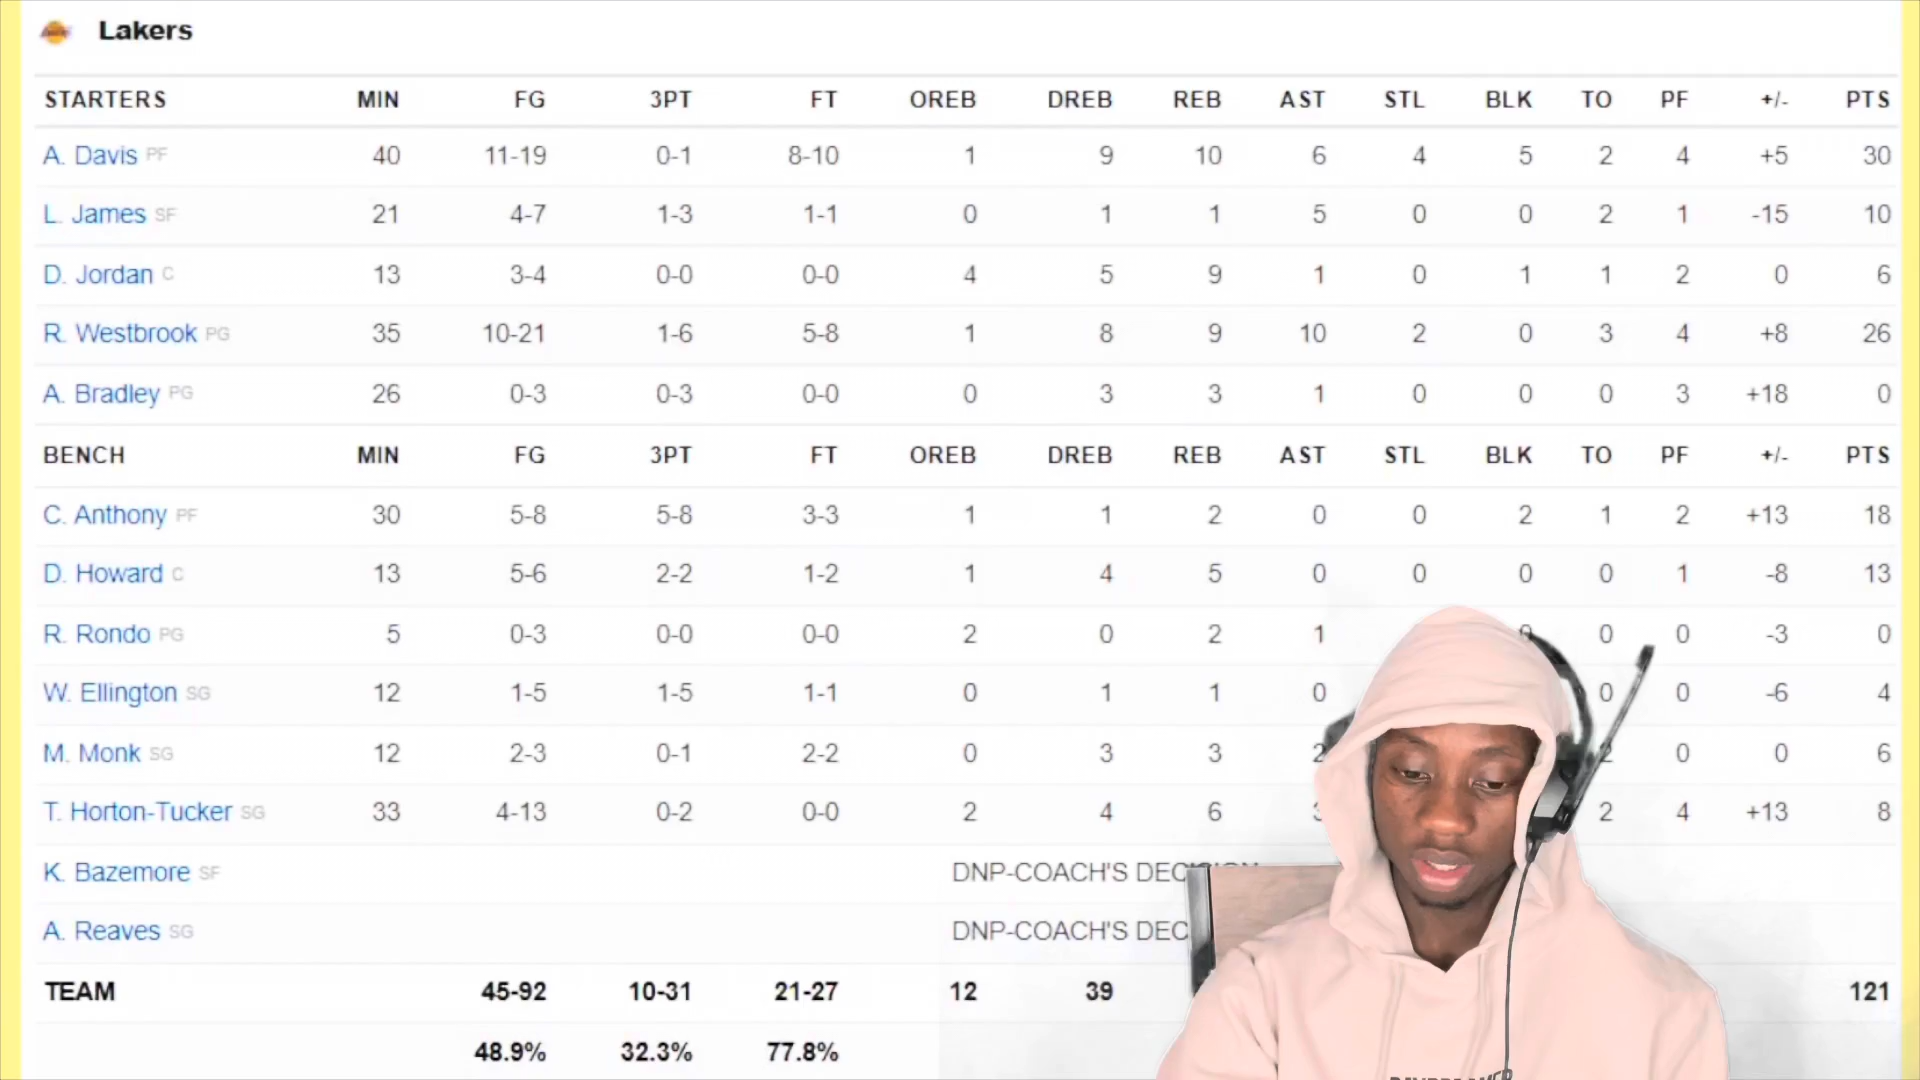 Lakers
STARTERS MIN FG 3PT FT OREB DREB REB AST STL BLK TO PF +/- PTS
A. Davis PF 40 11-19 0-1 8-10 1 9 10 6 4 5 2 4 +5 30
L. James SF 21 4-7 1-3 1-1 0 1 1 5 0 0 2 1 -15 10
D. Jordan C 13 3-4 0-0 0-0 4 5 9 1 0 1 1 2 0 6
R. Westbrook PG 35 10-21 1-6 5-8 1 8 9 10 2 0 3 4 +8 26
A. Bradley PG 26 0-3 0-3 0-0 0 3 3 1 0 0 0 3 +18 0
BENCH MIN FG 3PT FT OREB DREB REB AST STL BLK TO PF +/- PTS
C. Anthony PF 30 5-8 5-8 3-3 1 1 2 0 0 2 1 2 +13 18
D. Howard C 13 5-6 2-2 1-2 1 4 5 0 0 0 0 1 -8 13
R. Rondo PG 5 0-3 0-0 0-0 2 0 2 1 0 0 -3 0
W. Ellington SG 12 1-5 1-5 1-1 0 1 1 0 0 0 -6 4
M. Monk SG 12 2-3 0-1 2-2 0 3 3 2 0 0 6
T. Horton-Tucker SG 33 4-13 0-2 0-0 2 4 6 2 4 +13 8
K. Bazemore SF DNP-COACH'S
A. Reaves SG DNP-COACH'S
TEAM 45-92 10-31 21-27 12 39 121
48.9% 32.3% 77.8%